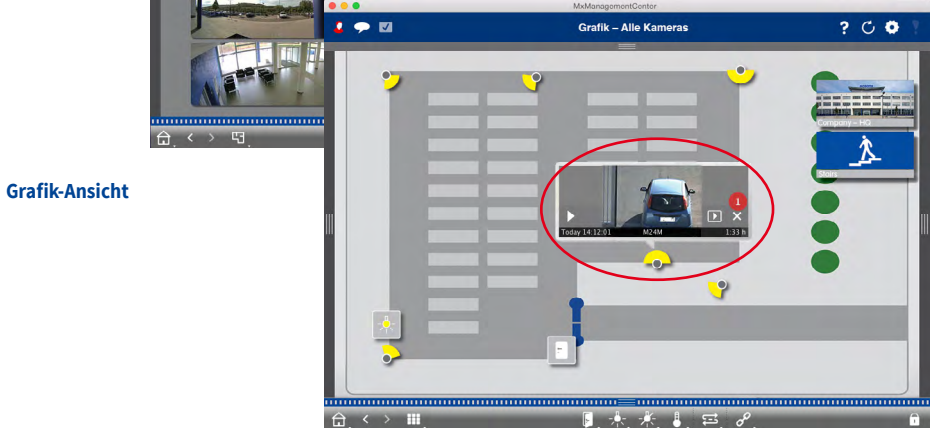 MxManagementCenter
Grafik – Alle Kameras
?
Company – HQ
Stairs
Grafik-Ansicht
1
Today 14:12:01 M24M 1:33 h